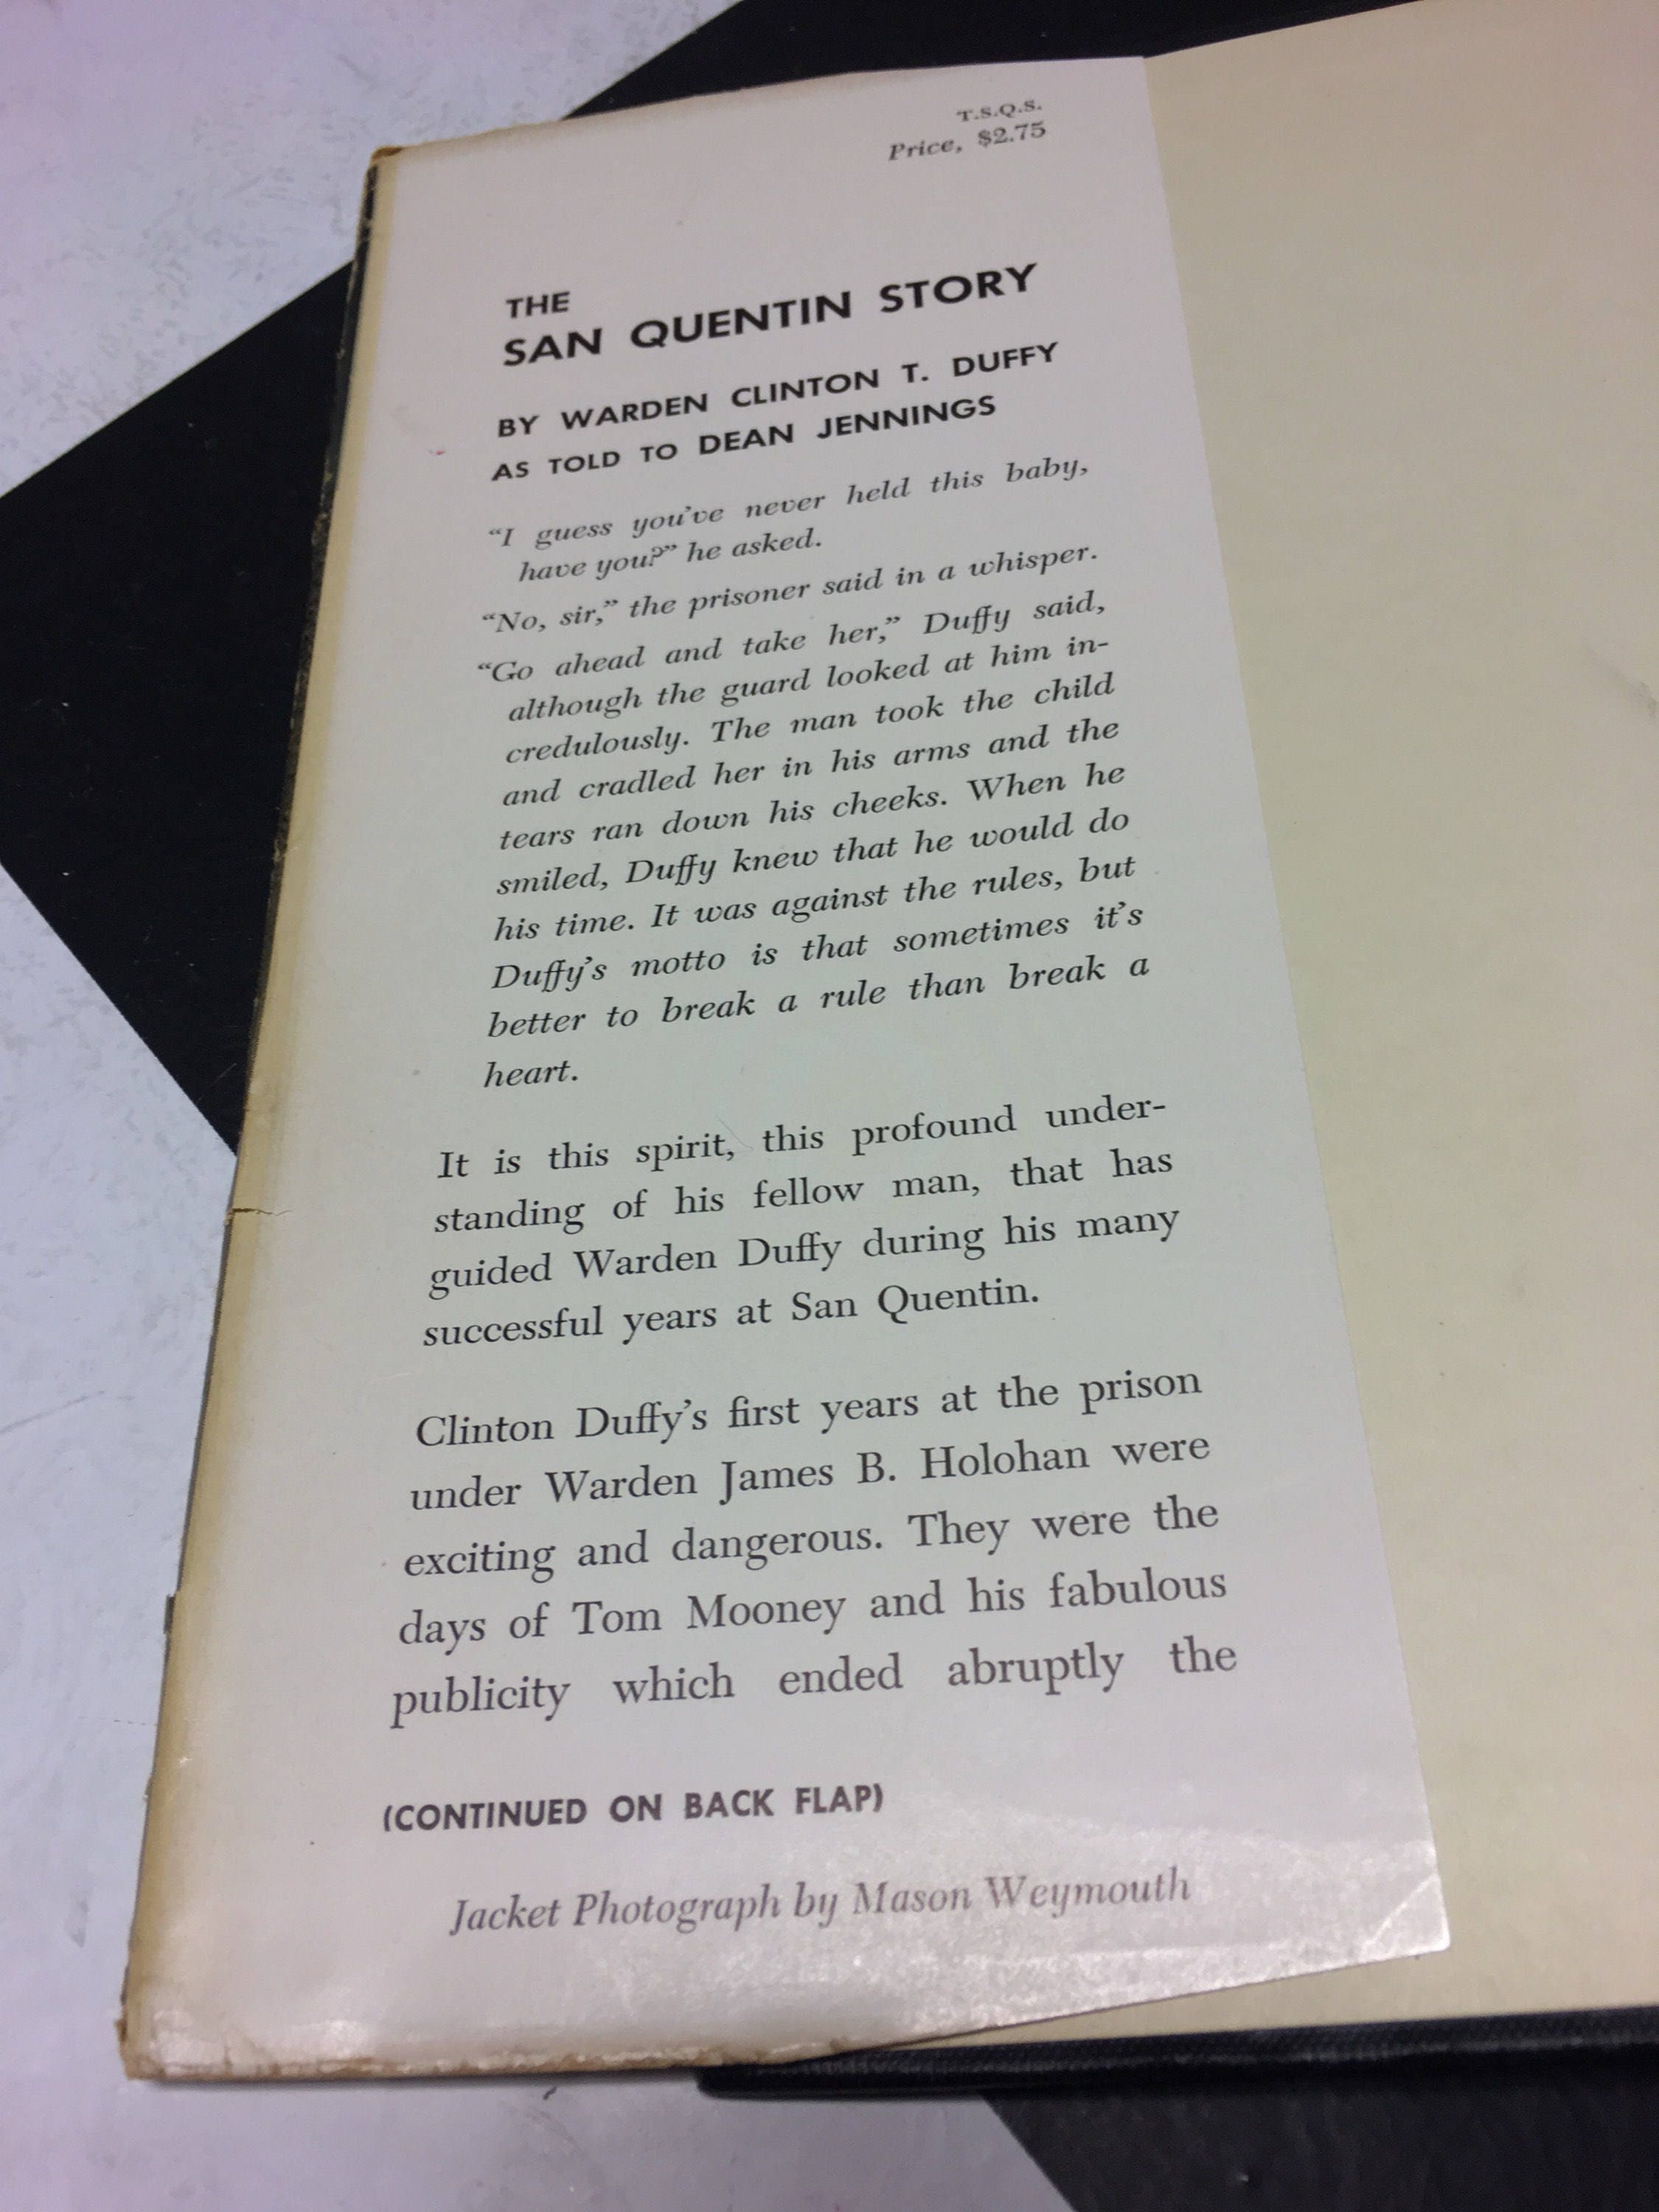 T.S.Q.S.
Price, $2.75
THE
SAN QUENTIN STORY
BY WARDEN CLINTON T. DUFFY
AS TOLD TO DEAN JENNINGS
“I guess you’ve never held this baby,
have you?” he asked.
“No, sir,” the prisoner said in a whisper.
“Go ahead and take her,” Duffy said,
although the guard looked at him in-
credulously. The man took the child
and cradled her in his arms and the
tears ran down his cheeks. When he
smiled, Duffy knew that he would do
his time. It was against the rules, but
Duffy’s motto is that sometimes it’s
better to break a rule than break a
heart.
It is this spirit, this profound under-
standing of his fellow man, that has
guided Warden Duffy during his many
successful years at San Quentin.
Clinton Duffy’s first years at the prison
under Warden James B. Holohan were
exciting and dangerous. They were the
days of Tom Mooney and his fabulous
publicity which ended abruptly the
(CONTINUED ON BACK FLAP)
Jacket Photograph by Mason Weymouth